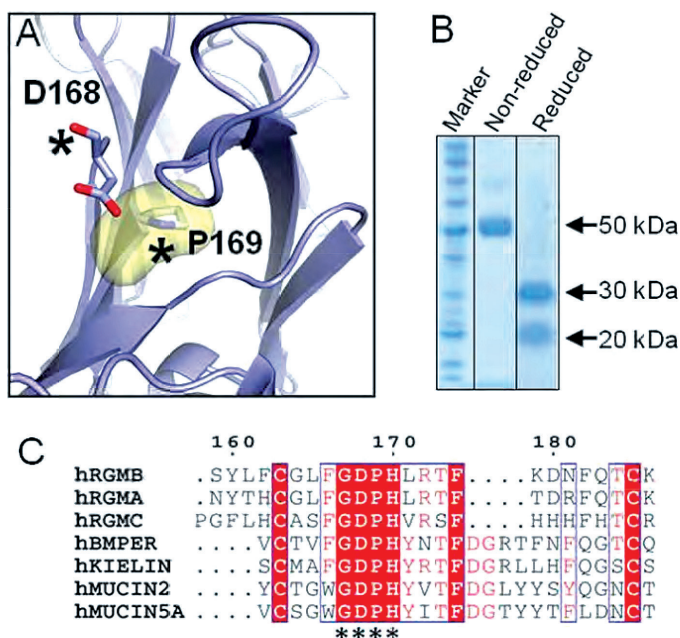 A
D168
*
*
P169
B
Marker
Non-reduced
Reduced
50 kDa
30 kDa
20 kDa
C
160 170 180
hRGMB .SYLFCGLFGDPHLRTF....KDNFQTCK
hRGMA .NYTHCGLFGDPHLRTF....TDRFQTCK
hRGMC PGFLHCASFGDPHVRSF....HHHFHTCR
hBMPER ....VCTVFGDPHYNTFDGRTFNFQGTCQ
hKIELIN ....SCMAFGDPHYRTFDGRLLHFQGSCS
hMUCIN2 ....YCTGWGDPHYVTFDGLYYSYQGNCT
hMUCIN5A ....VCSGWGDPHYITFDGTYYTFLDNCT
****